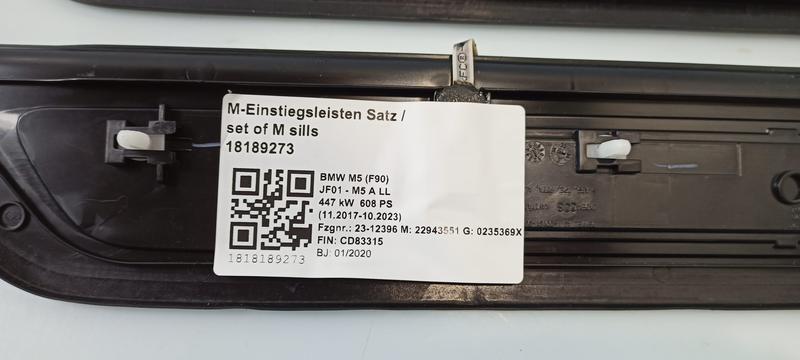 M-Einstiegsleisten Satz /
set of M sills
18189273
BMW M5 (F90)
JF01 - M5 A LL
447 kW 608 PS
(11.2017-10.2023)
Fzgnr.: 23-12396 M: 22943551 G: 0235369X
FIN: CD83315
BJ: 01/2020
1818189273